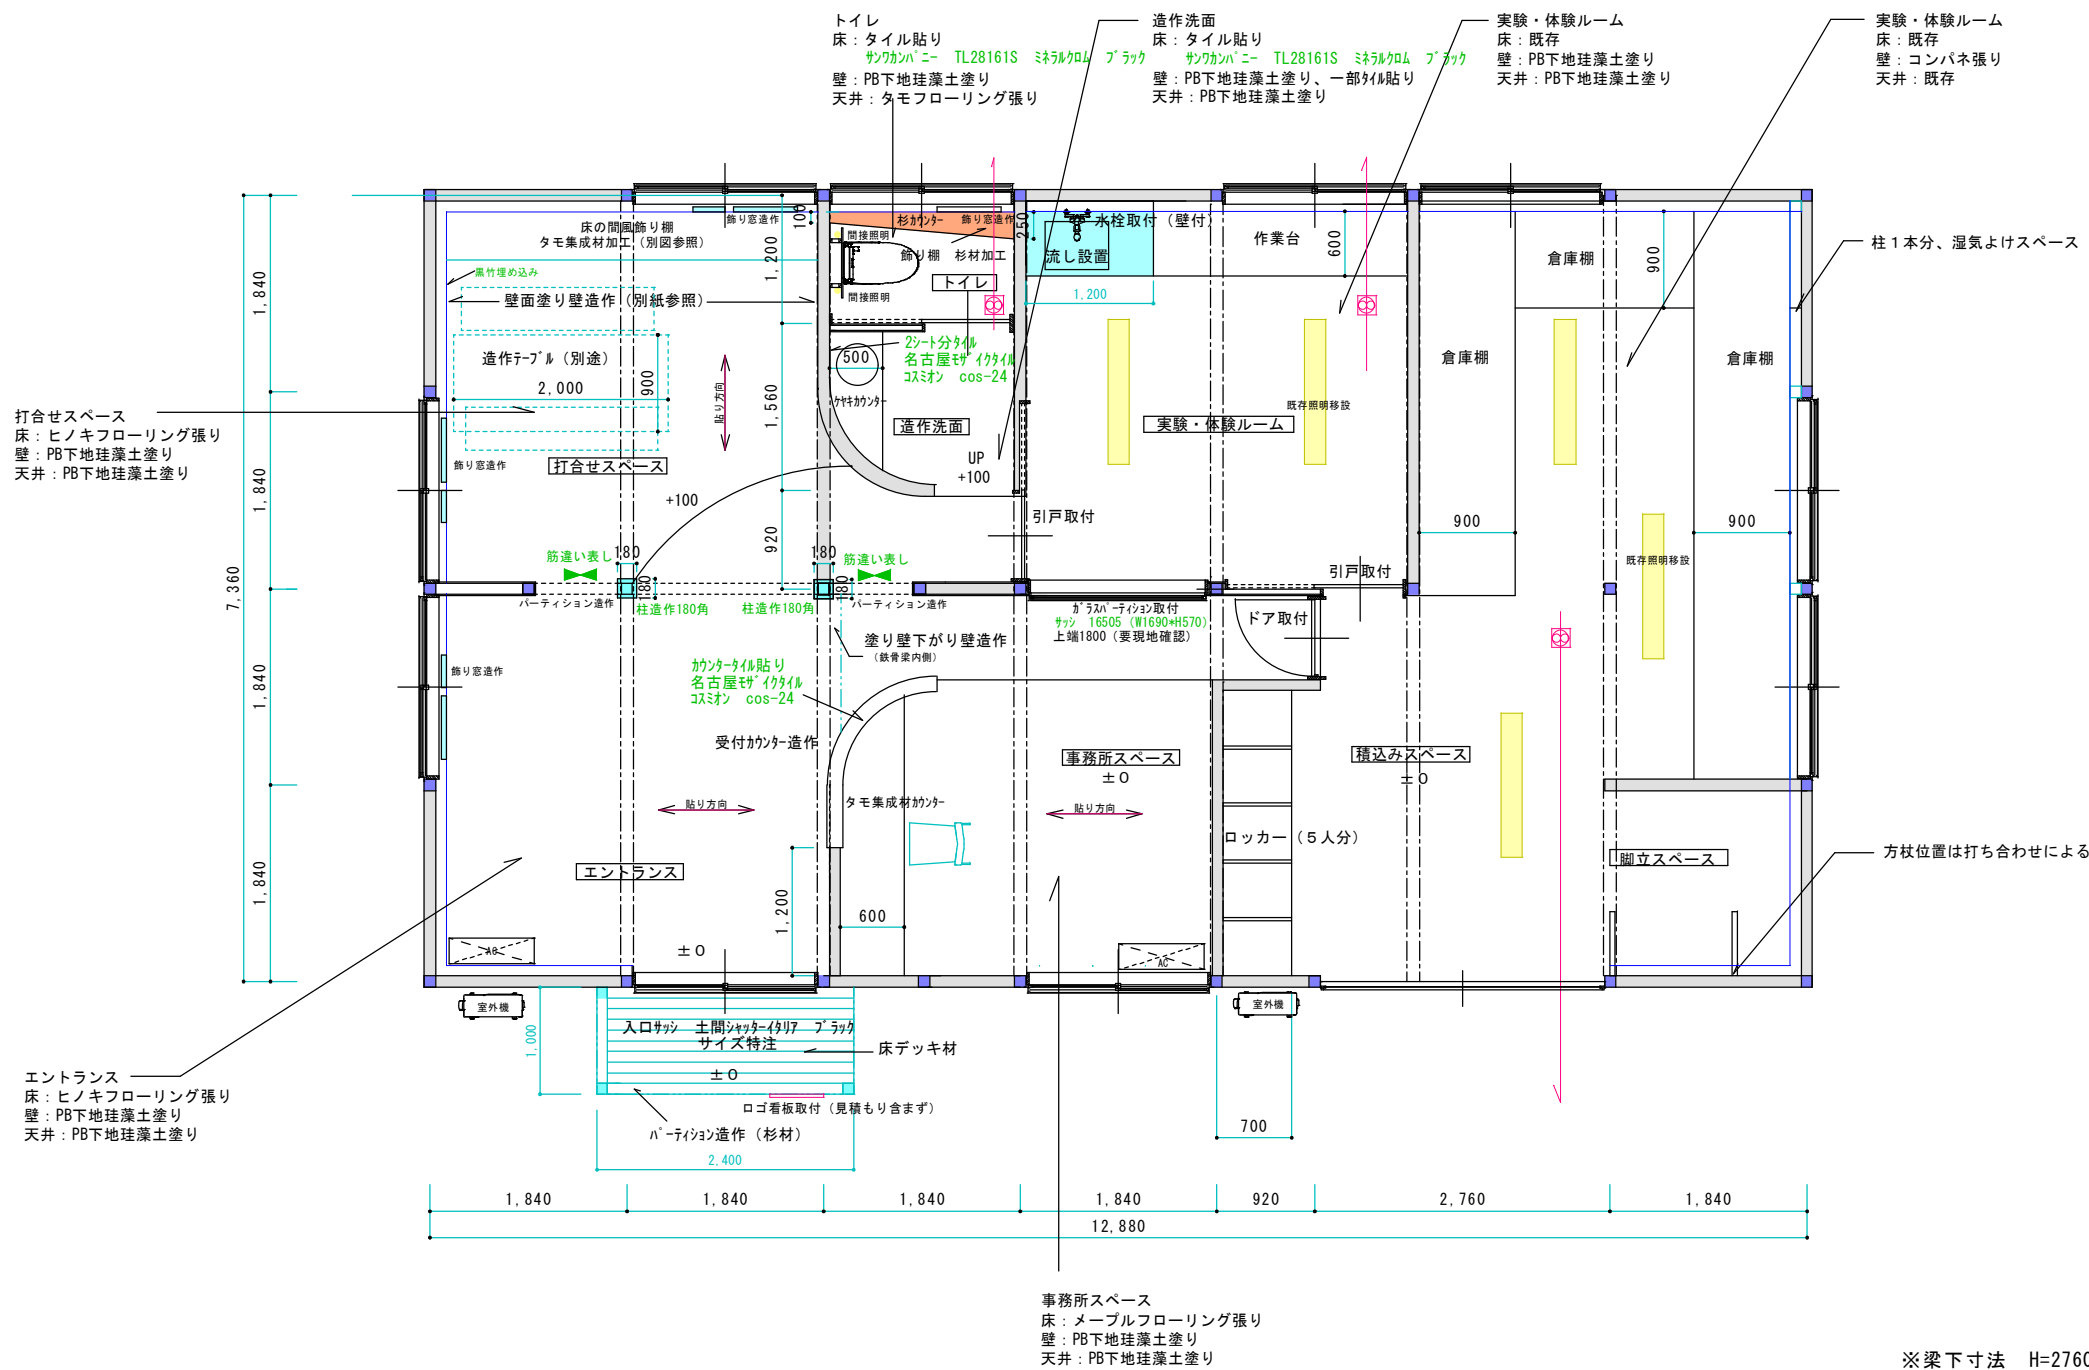 トイレ
床：タイル貼り
サンワカンパニー　TL28161S　ミネラルクロム　ブラック
壁：PB下地珪藻土塗り
天井：タモフローリング張り
造作洗面
床：タイル貼り
サンワカンパニー　TL28161S　ミネラルクロム　ブラック
壁：PB下地珪藻土塗り、一部タイル貼り
天井：PB下地珪藻土塗り
実験・体験ルーム
床：既存
壁：PB下地珪藻土塗り
天井：PB下地珪藻土塗り
実験・体験ルーム
床：既存
壁：コンパネ張り
天井：既存
床の間風飾り棚
タモ集成材加工（別図参照）
飾り窓造作
100
1,200
黒竹埋め込み
壁面塗り壁造作（別紙参照）
杉カウンター
飾り窓造作
間接照明
飾り棚　杉材加工
間接照明
トイレ
250
水栓取付（壁付）
流し設置
1,200
作業台
600
倉庫棚
900
柱１本分、湿気よけスペース
造作テーブル（別途）
2,000
900
貼り方向
2シート分タイル
名古屋モザイクタイル
コスミオン　cos-24
500
ケヤキカウンター
造作洗面
1,560
実験・体験ルーム
既存照明移設
倉庫棚
倉庫棚
打合せスペース
床：ヒノキフローリング張り
壁：PB下地珪藻土塗り
天井：PB下地珪藻土塗り
飾り窓造作
打合せスペース
+100
UP
+100
引戸取付
900
900
920
既存照明移設
筋違い表し
180
180
筋違い表し
180
180
引戸取付
パーティション造作
柱造作180角
柱造作180角
パーティション造作
ガラスパーティション取付
サッシ　16505（W1690*H570）
上端1800（要現地確認）
ドア取付
塗り壁下がり壁造作
（鉄骨梁内側）
飾り窓造作
カウンタータイル貼り
名古屋モザイクタイル
コスミオン　cos-24
受付カウンター造作
事務所スペース
±0
積込みスペース
±0
貼り方向
タモ集成材カウンター
貼り方向
ロッカー（５人分）
脚立スペース
方杖位置は打ち合わせによる
エントランス
±0
1,200
600
AC
AC
1,840
1,840
1,840
1,840
7,360
室外機
室外機
1,000
入口サッシ　土間シャッターイタリア　ブラック
サイズ特注
床デッキ材
±0
ロゴ看板取付（見積もり含まず）
パーティション造作（杉材）
2,400
700
エントランス
床：ヒノキフローリング張り
壁：PB下地珪藻土塗り
天井：PB下地珪藻土塗り
1,840
1,840
1,840
1,840
920
2,760
1,840
12,880
事務所スペース
床：メープルフローリング張り
壁：PB下地珪藻土塗り
天井：PB下地珪藻土塗り
※梁下寸法　H=2760